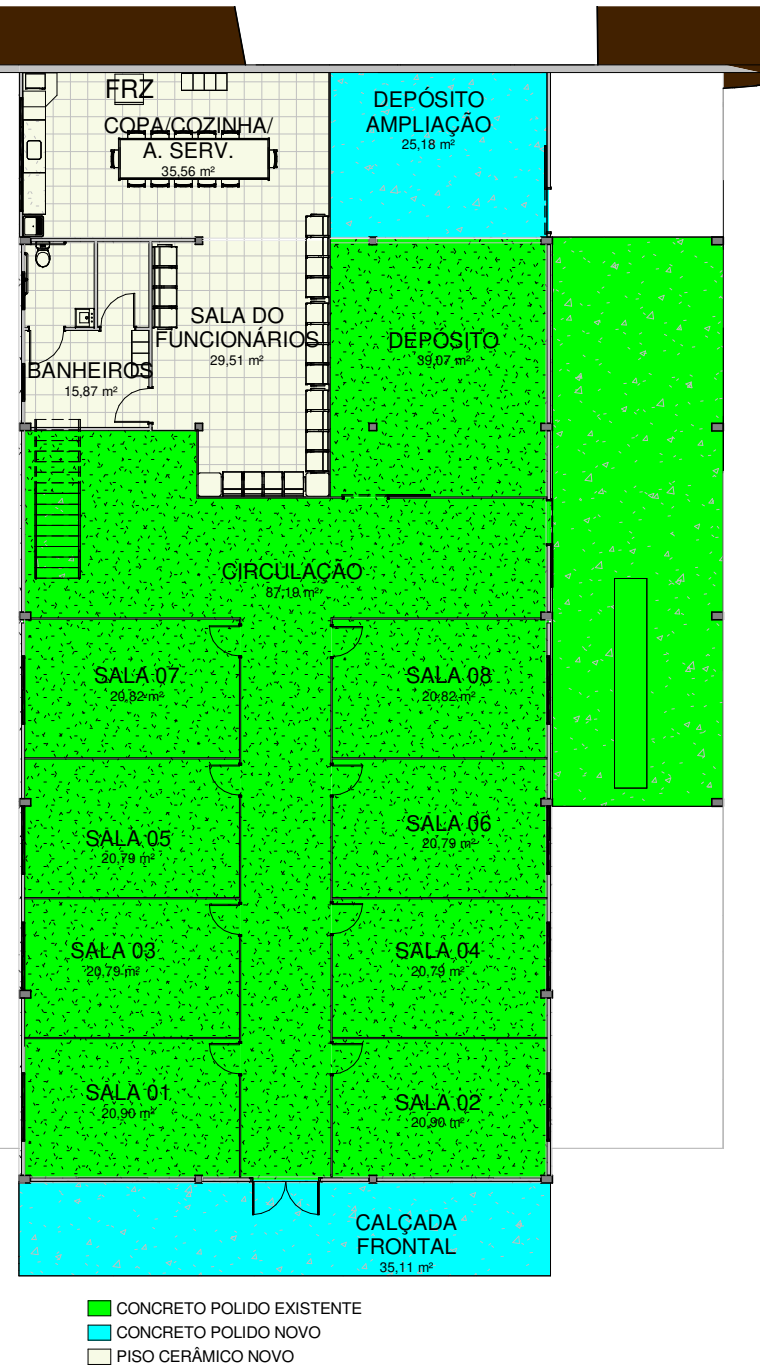 FRZ
COPA/COZINHA/
A. SERV.
35,56 m²
DEPÓSITO
AMPLIAÇÃO
25,18 m²
SALA DO
FUNCIONÁRIOS
29,51 m²
DEPÓSITO
39,07 m²
BANHEIROS
15,87 m²
CIRCULAÇÃO
87,19 m²
SALA 07
20,82 m²
SALA 08
20,82 m²
SALA 05
20,79 m²
SALA 06
20,79 m²
SALA 03
20,79 m²
SALA 04
20,79 m²
SALA 01
20,90 m²
SALA 02
20,90 m²
CALÇADA
FRONTAL
35,11 m²
CONCRETO POLIDO EXISTENTE
CONCRETO POLIDO NOVO
PISO CERÂMICO NOVO